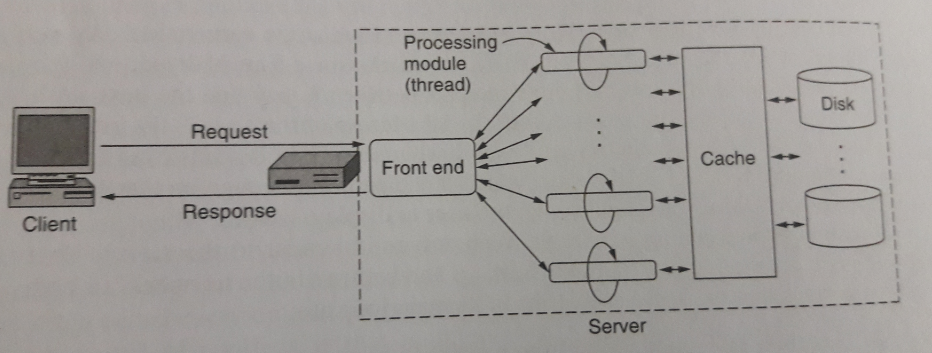 Processing
module
(thread)
Request
Front end
Cache
Disk
Response
Client
Server